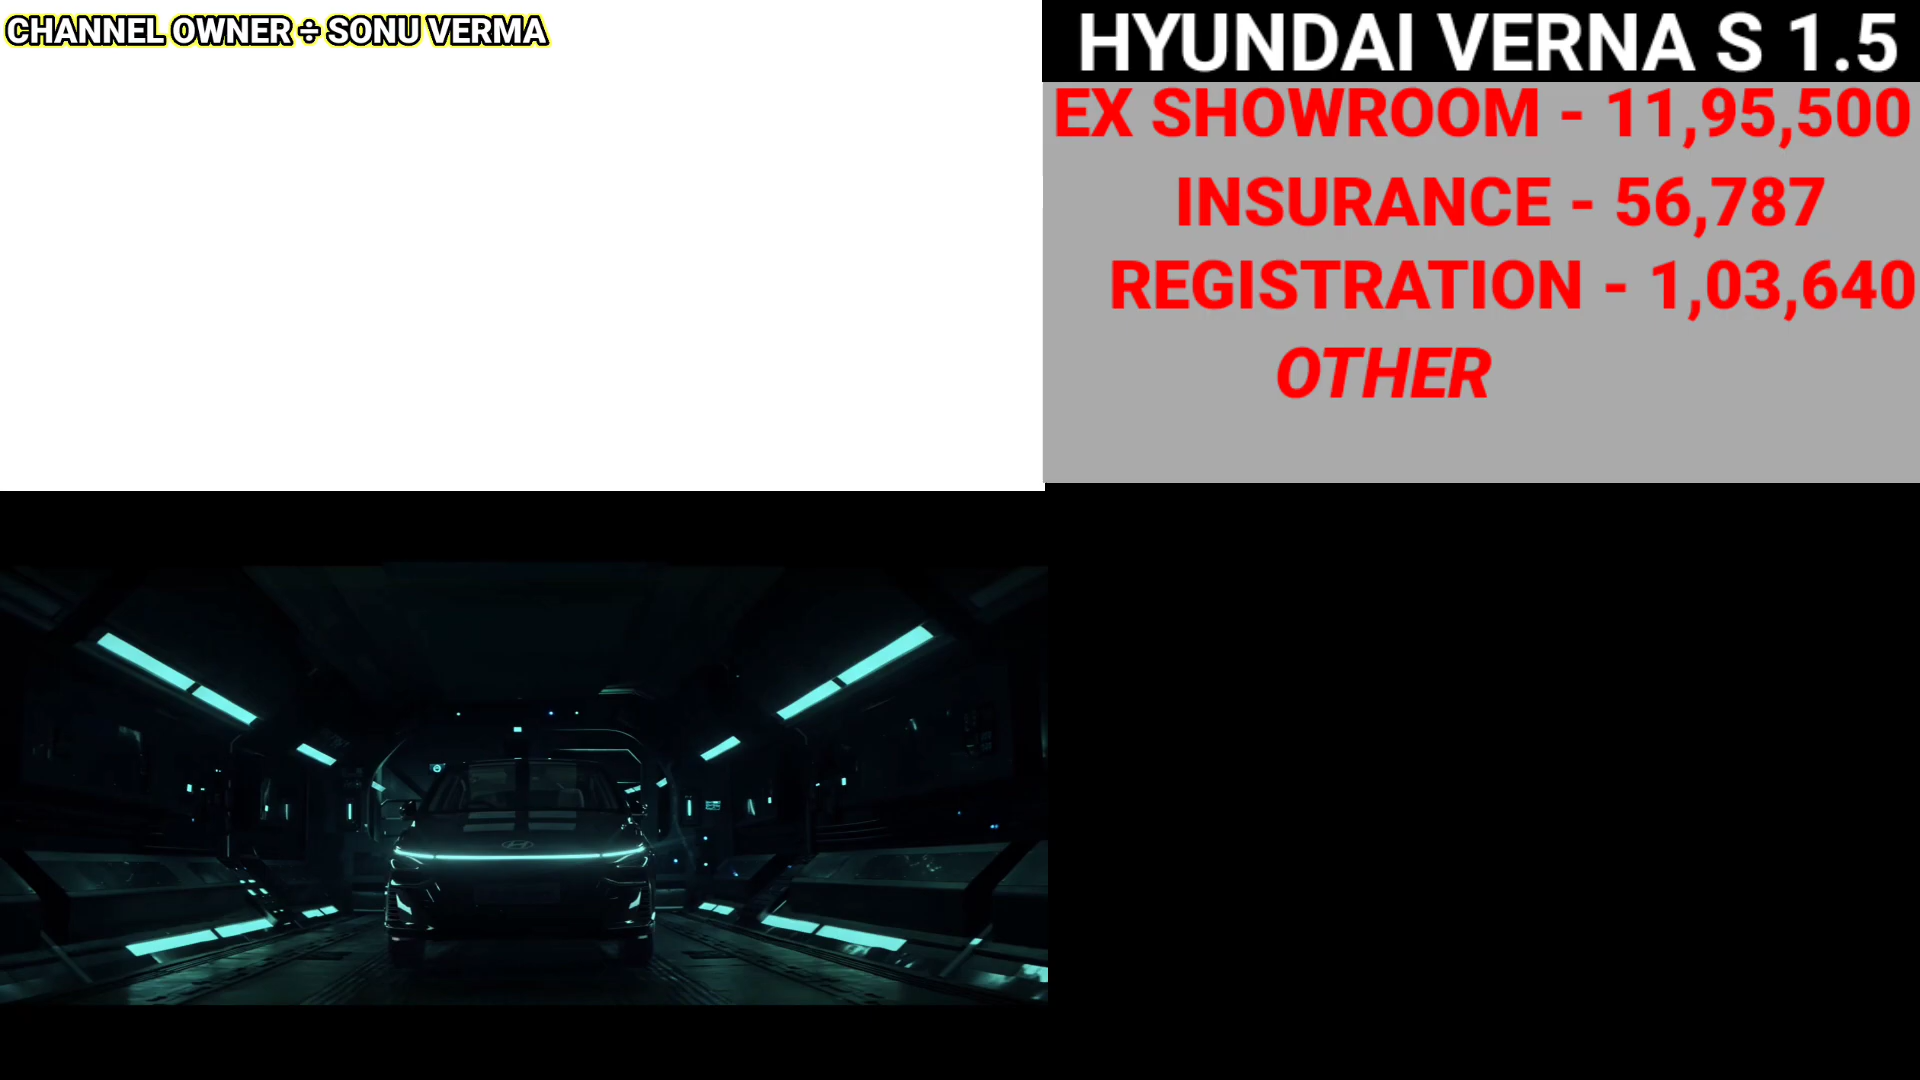 CHANNEL OWNER ÷ SONU VERMA
HYUNDAI VERNA S 1.5
EX SHOWROOM - 11,95,500
INSURANCE - 56,787
REGISTRATION - 1,03,640
OTHER